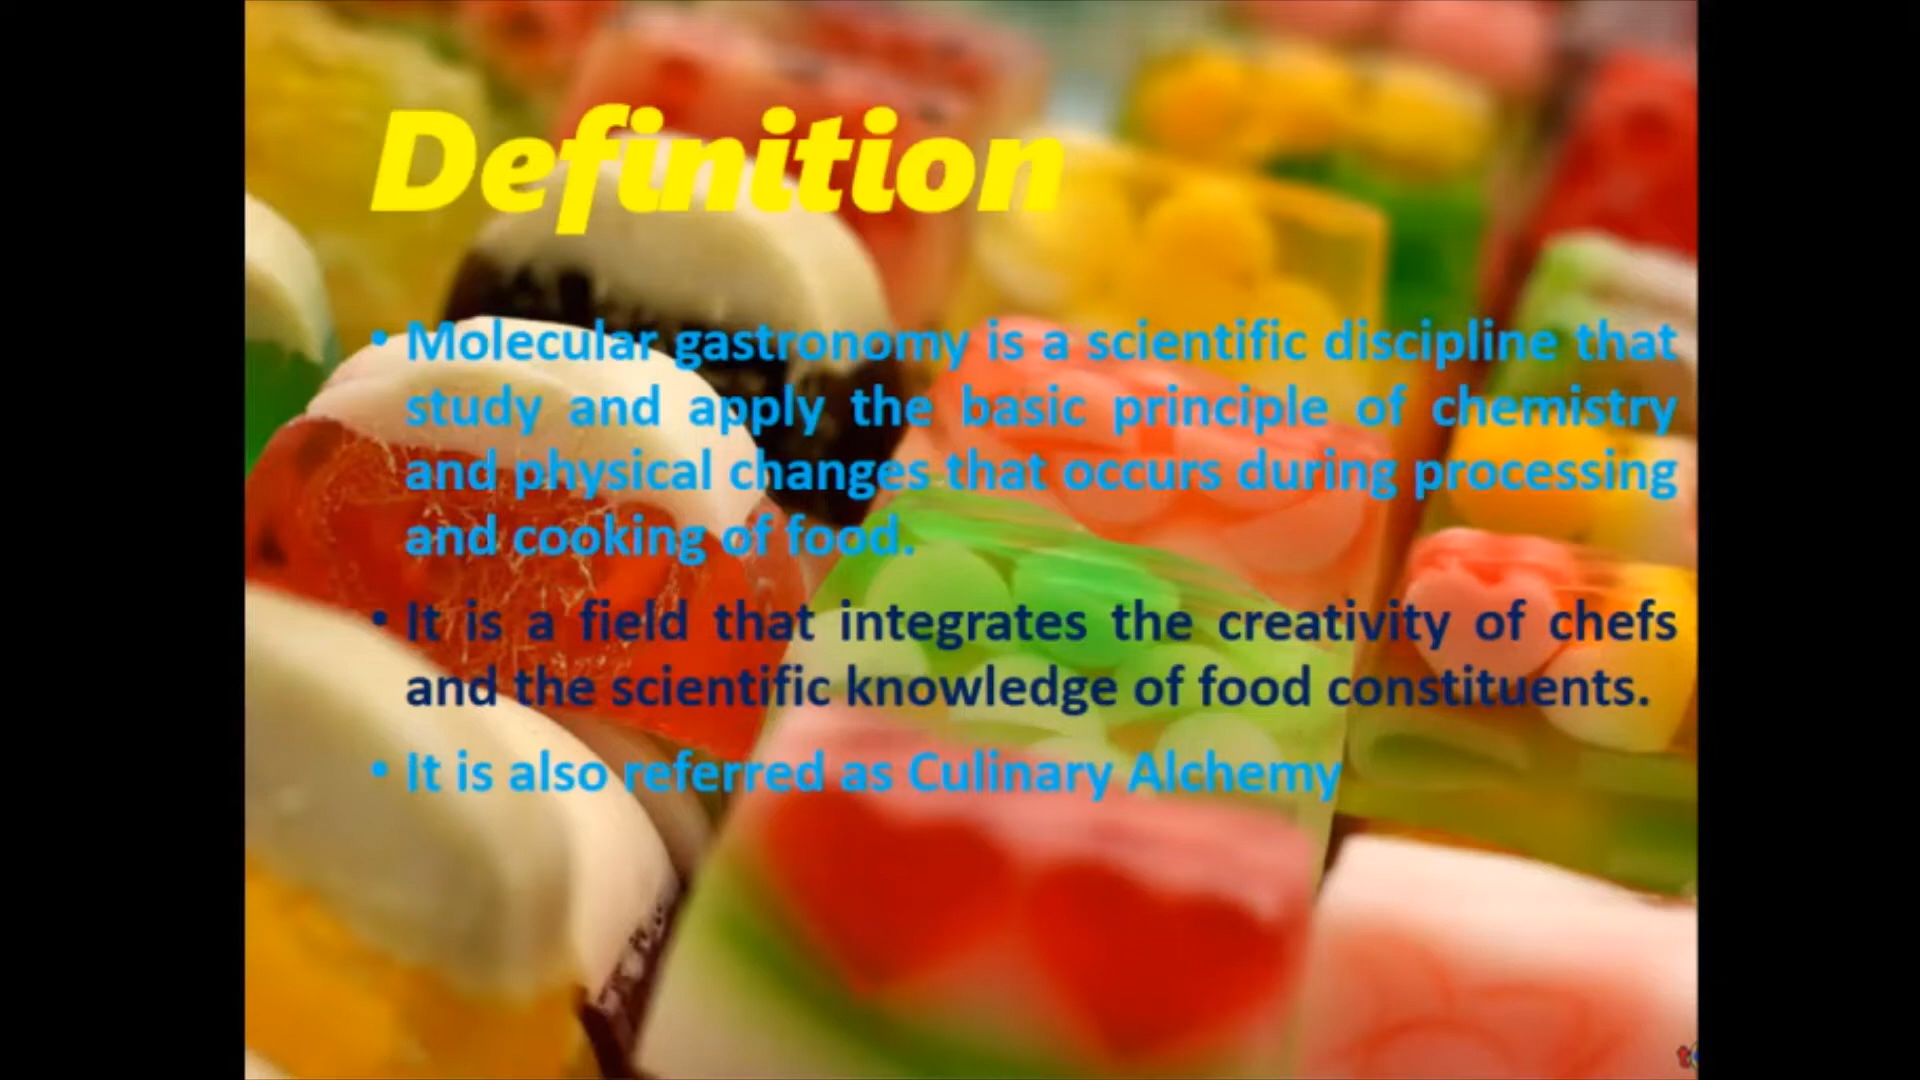 Definition
• Molecular gastronomy is a scientific discipline that
study and apply the basic principle of chemistry
and physical changes that occurs during processing
and cooking of food.
• It is a field that integrates the creativity of chefs
and the scientific knowledge of food constituents.
• It is also referred as Culinary Alchemy